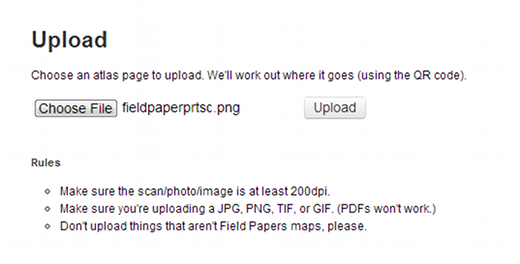 Upload
Choose an atlas page to upload. We'll work out where it goes (using the QR code).
Choose File fieldpaperprtsc.png Upload
Rules
Make sure the scan/photo/image is at least 200dpi.
Make sure you're uploading a JPG, PNG, TIF, or GIF. (PDFs won't work.)
Don't upload things that aren't Field Papers maps, please.